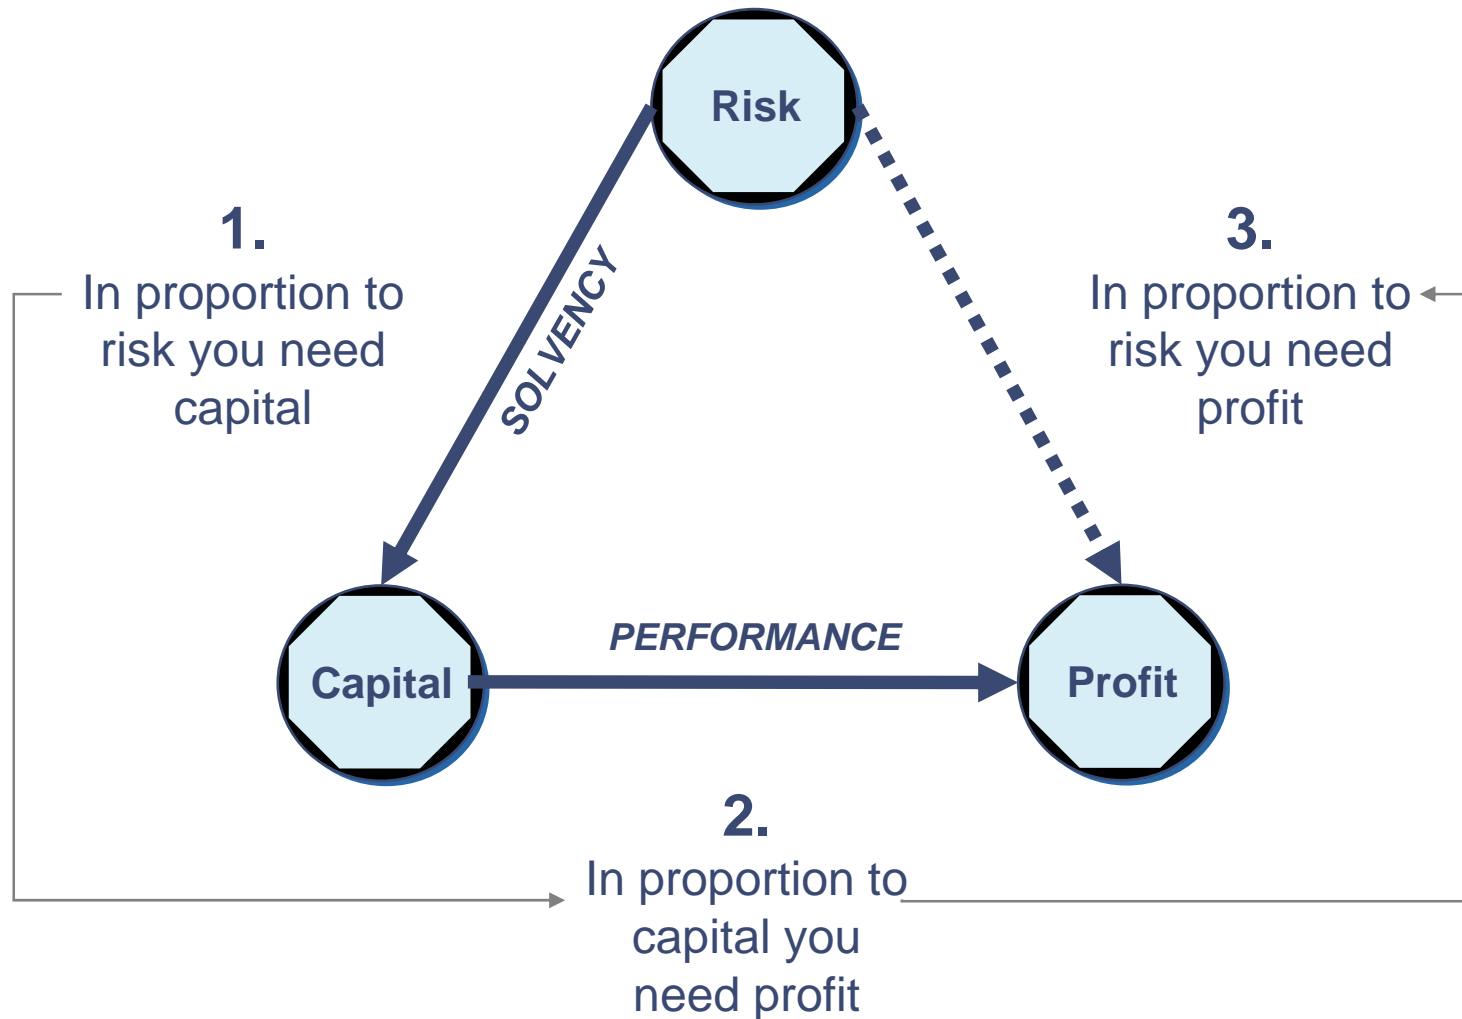 Risk
1.
In proportion to
risk you need
capital
SOLVENCY
3.
In proportion to
risk you need
profit
Capital
PERFORMANCE
Profit
2.
In proportion to
capital you
need profit